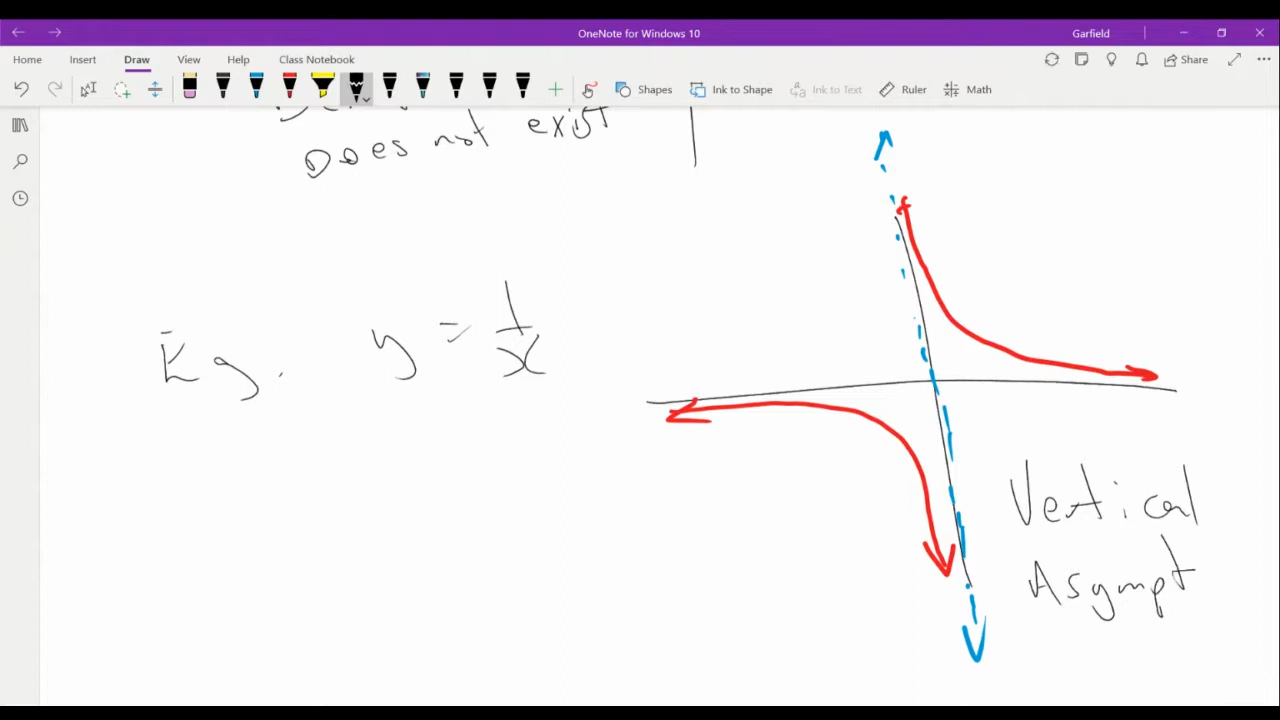 OneNote for Windows 10
Garfield
Home Insert Draw View Help Class Notebook
Share
Shapes Ink to Shape Ink to Text Ruler Math
Does not exist
Eg. y = 1/x
Vertical
Asympt